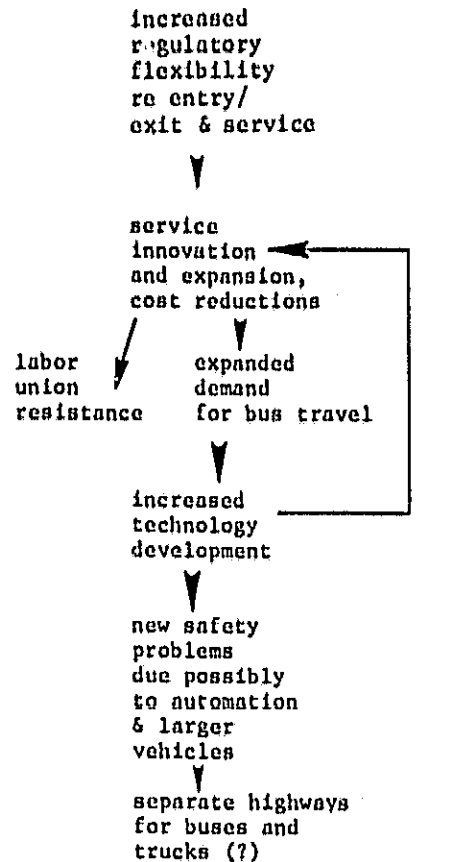 increased
regulatory
flexibility
re entry/
exit & service
service
innovation
and expansion,
cost reductions
labor
union
resistance
expanded
demand
for bus travel
increased
technology
development
new safety
problems
due possibly
to automation
& larger
vehicles
separate highways
for buses and
trucks (?)